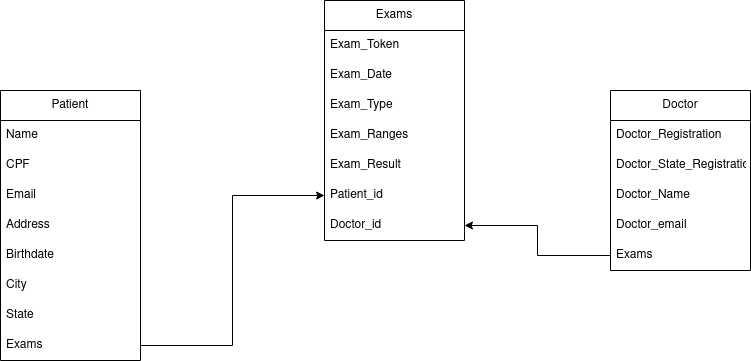 Exams
Exam_Token
Exam_Date
Exam_Type
Exam_Ranges
Exam_Result
Patient_id
Doctor_id
Patient
Name
CPF
Email
Address
Birthdate
City
State
Exams
Doctor
Doctor_Registration
Doctor_State_Registratio
Doctor_Name
Doctor_email
Exams